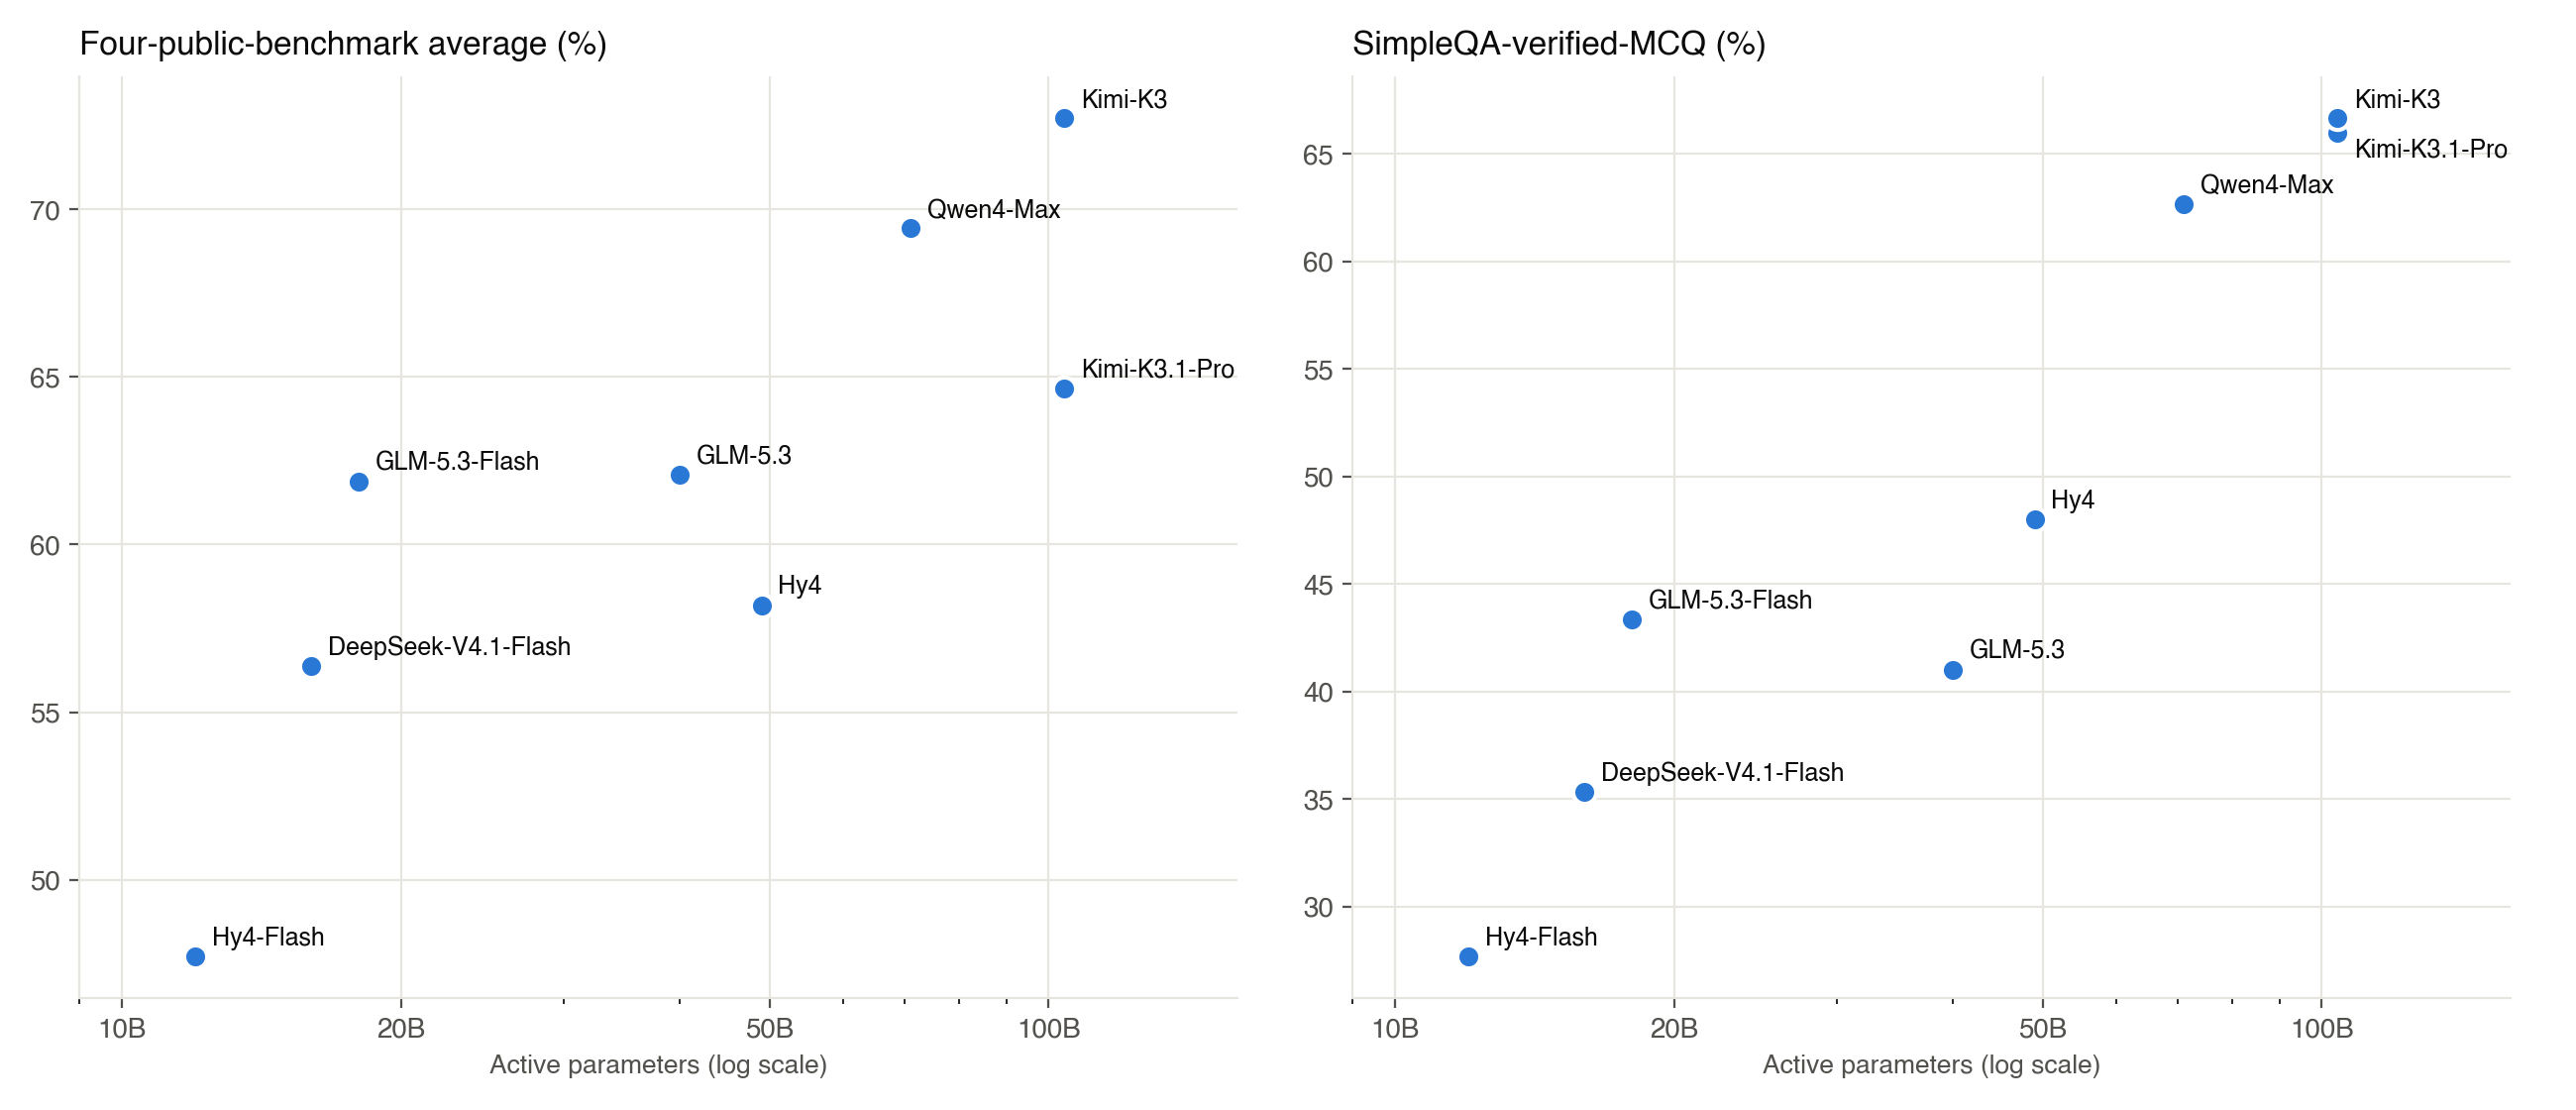 Four-public-benchmark average (%)
Kimi-K3
Qwen4-Max
Kimi-K3.1-Pro
GLM-5.3-Flash
GLM-5.3
Hy4
DeepSeek-V4.1-Flash
Hy4-Flash
70
65
60
55
50
10B
20B
50B
100B
Active parameters (log scale)
SimpleQA-verified-MCQ (%)
Kimi-K3
Kimi-K3.1-Pro
Qwen4-Max
Hy4
GLM-5.3-Flash
GLM-5.3
DeepSeek-V4.1-Flash
Hy4-Flash
65
60
55
50
45
40
35
30
10B
20B
50B
100B
Active parameters (log scale)